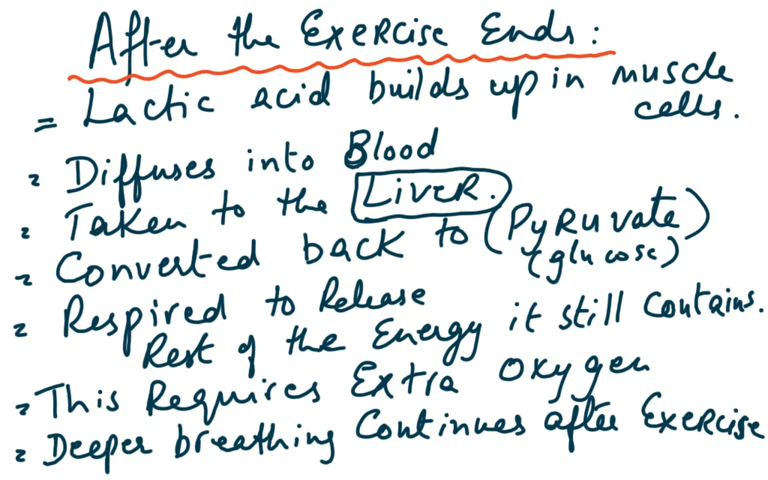 After the Exercise Ends:
= Lactic acid builds up in muscle
cells.
= Diffuses into Blood
= Taken to the Liver.
= Converted back to (Pyruvate)
(glucose)
= Respired to Release
Rest of the Energy it still Contains.
= This Requires Extra oxygen
= Deeper breathing Continues after Exercise